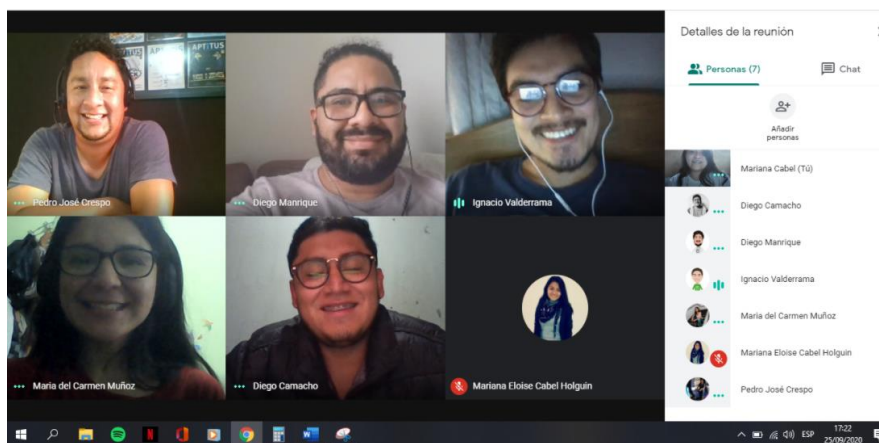 APTITUS
APTITUS
Pedro José Crespo
Diego Manrique
Ignacio Valderrama
Maria del Carmen Muñoz
Diego Camacho
Mariana Eloise Cabel Holguin
Detalles de la reunión
Personas (7)
Chat
Añadir
personas
Mariana Cabel (Tú)
Diego Camacho
Diego Manrique
Ignacio Valderrama
Maria del Carmen Muñoz
Mariana Eloise Cabel Holguin
Pedro José Crespo
ESP
17:22
25/09/2020